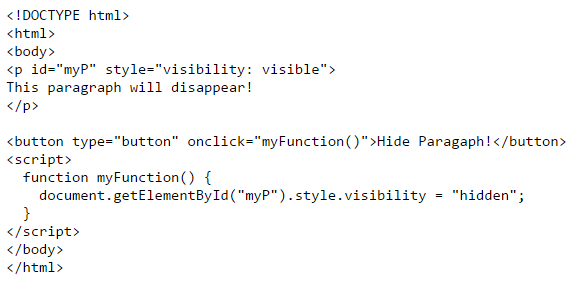 <!DOCTYPE html>
<html>
<body>
<p id="myP" style="visibility: visible">
This paragraph will disappear!
</p>
<button type="button" onclick="myFunction()">Hide Paragaph!</button>
<script>
  function myFunction() {
    document.getElementById("myP").style.visibility = "hidden";
  }
</script>
</body>
</html>